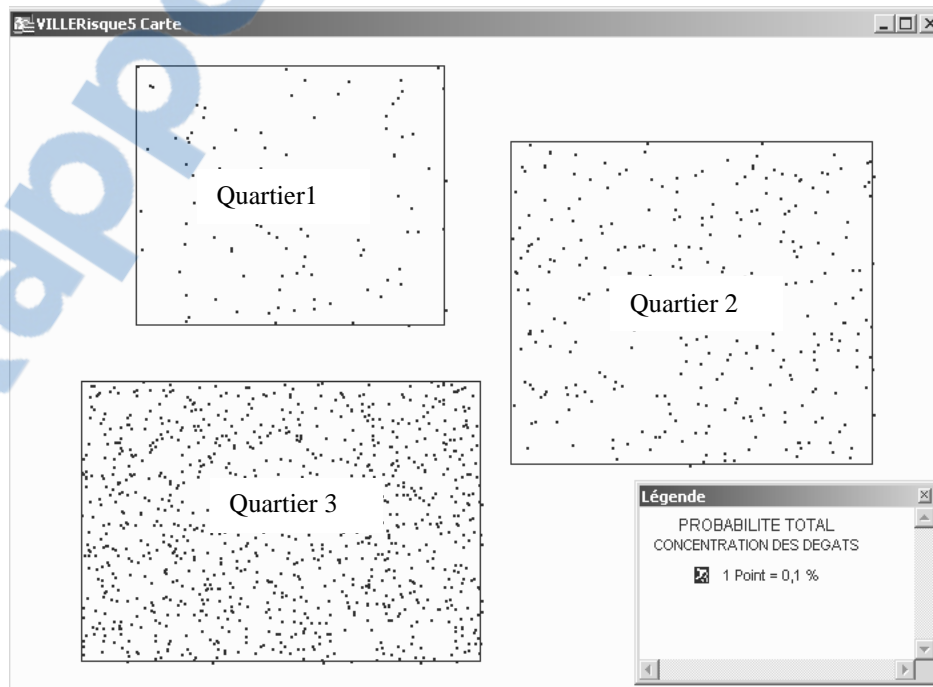 VILLERisque5 Carte
Quartier1
Quartier 2
Quartier 3
Légende
PROBABILITE TOTAL
CONCENTRATION DES DEGATS
1 Point = 0,1 %